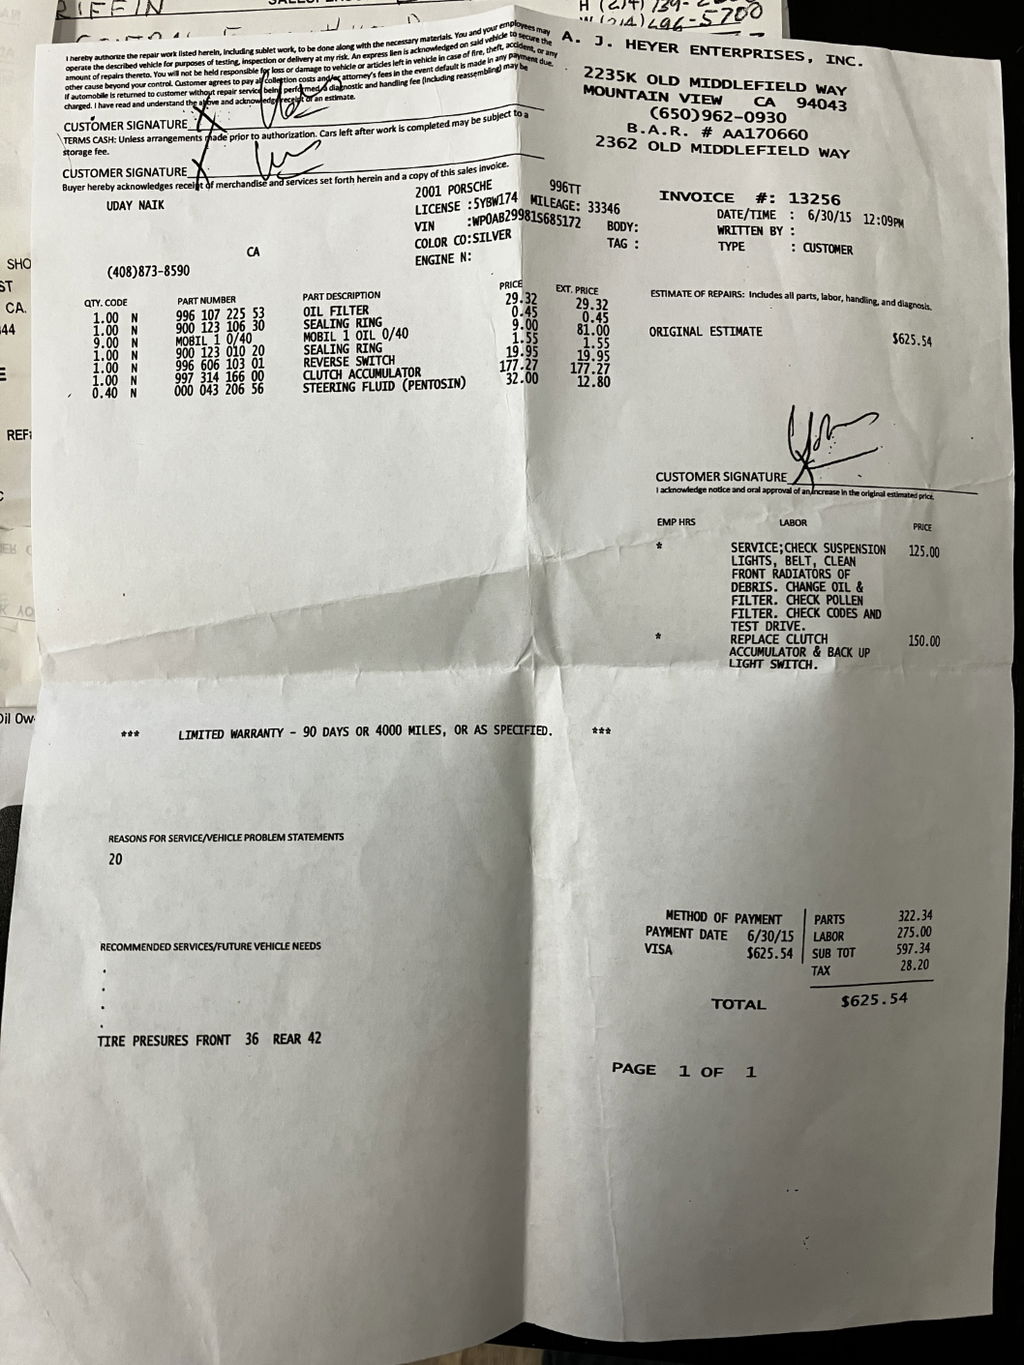 RIFFIN
I hereby authorize the repair work listed herein, including sublet work, to be done along with the necessary materials. You and your employees may
operate the described vehicle for purposes of testing, inspection or delivery at my risk. An express lien is acknowledged on said vehicle to secure the
amount of repairs thereto. You will not be held responsible for loss or damage to vehicle or articles left in vehicle in case of fire, theft, accident, or any
other cause beyond your control. Customer agrees to pay all collection costs and/or attorney's fees in the event default is made in any payment due.
If automobile is returned to customer without repair service being performed, a diagnostic and handling fee (including reassembling) may be
charged. I have read and understand the above and acknowledge receipt of an estimate.
CUSTOMER SIGNATURE
TERMS CASH: Unless arrangements made prior to authorization. Cars left after work is completed may be subject to a
storage fee.
CUSTOMER SIGNATURE
Buyer hereby acknowledges receipt of merchandise and services set forth herein and a copy of this sales invoice.
A. J. HEYER ENTERPRISES, INC.
2235K OLD MIDDLEFIELD WAY
MOUNTAIN VIEW CA 94043
(650)962-0930
B.A.R. # AA170660
2362 OLD MIDDLEFIELD WAY
UDAY NAIK
CA
(408)873-8590
2001 PORSCHE 996TT
LICENSE :5YBW174 MILEAGE: 33346
VIN :WP0AB29981S685172 BODY:
COLOR CO:SILVER TAG :
ENGINE N:
INVOICE #: 13256
DATE/TIME : 6/30/15 12:09PM
WRITTEN BY :
TYPE : CUSTOMER
QTY. CODE PART NUMBER PART DESCRIPTION PRICE EXT. PRICE
1.00 N 996 107 225 53 OIL FILTER 29.32 29.32
1.00 N 900 123 106 30 SEALING RING 0.45 0.45
9.00 N MOBIL 1 0/40 MOBIL 1 OIL 0/40 9.00 81.00
1.00 N 900 123 010 20 SEALING RING 1.55 1.55
1.00 N 996 606 103 01 REVERSE SWITCH 19.95 19.95
1.00 N 997 314 166 00 CLUTCH ACCUMULATOR 177.27 177.27
0.40 N 000 043 206 56 STEERING FLUID (PENTOSIN) 32.00 12.80
ESTIMATE OF REPAIRS: Includes all parts, labor, handling, and diagnosis.
ORIGINAL ESTIMATE $625.54
CUSTOMER SIGNATURE
I acknowledge notice and oral approval of an increase in the original estimated price.
EMP HRS LABOR PRICE
* SERVICE;CHECK SUSPENSION 125.00
LIGHTS, BELT, CLEAN
FRONT RADIATORS OF
DEBRIS. CHANGE OIL &
FILTER. CHECK POLLEN
FILTER. CHECK CODES AND
TEST DRIVE.
* REPLACE CLUTCH 150.00
ACCUMULATOR & BACK UP
LIGHT SWITCH.
*** LIMITED WARRANTY - 90 DAYS OR 4000 MILES, OR AS SPECIFIED. ***
REASONS FOR SERVICE/VEHICLE PROBLEM STATEMENTS
20
RECOMMENDED SERVICES/FUTURE VEHICLE NEEDS
.
.
.
.
TIRE PRESURES FRONT 36 REAR 42
METHOD OF PAYMENT
PAYMENT DATE 6/30/15
VISA $625.54
PARTS 322.34
LABOR 275.00
SUB TOT 597.34
TAX 28.20
TOTAL $625.54
PAGE 1 OF 1
SHO
ST
CA.
REF:
Oil Ow